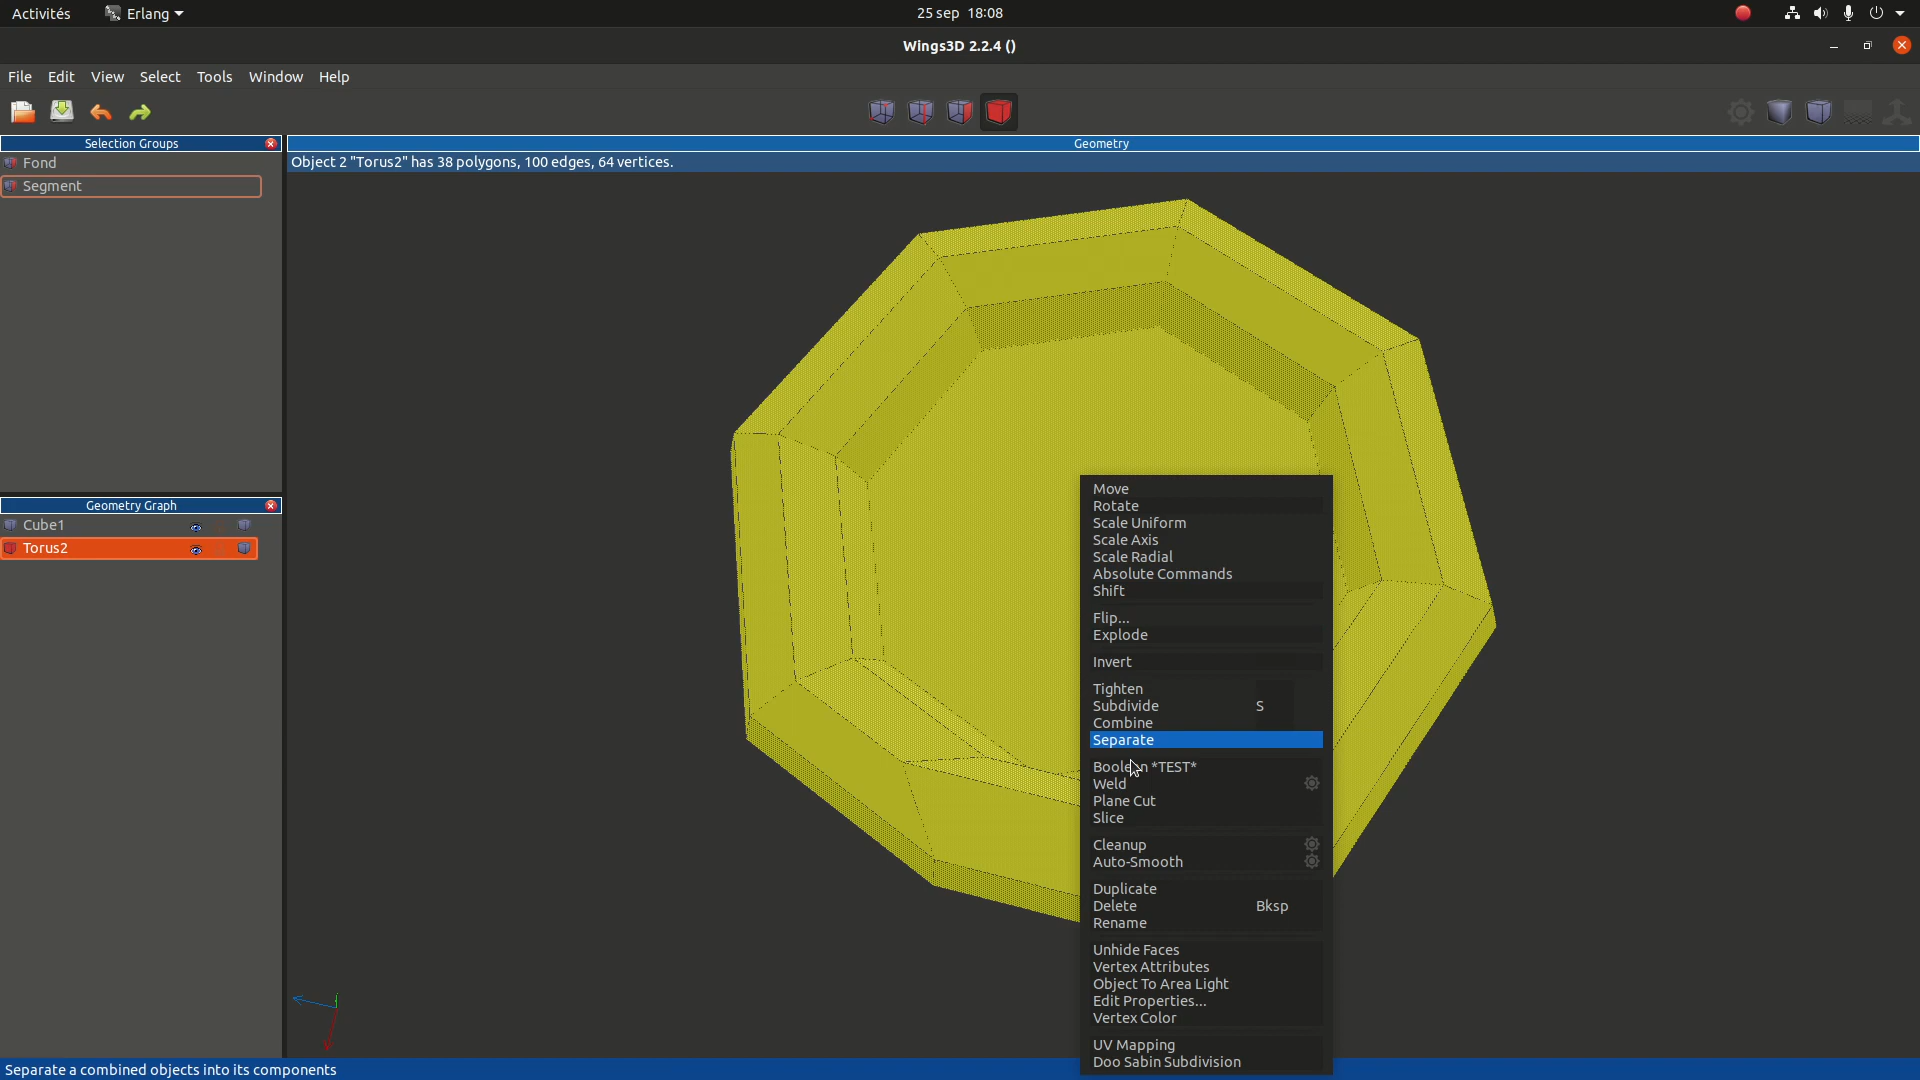 Activités
Erlang
25 sep 18:08
Wings3D 2.2.4 ()
File Edit View Select Tools Window Help
Selection Groups
Fond
Segment
Geometry Graph
Cube1
Torus2
Geometry
Object 2 "Torus2" has 38 polygons, 100 edges, 64 vertices.
Move
Rotate
Scale Uniform
Scale Axis
Scale Radial
Absolute Commands
Shift
Flip...
Explode
Invert
Tighten
Subdivide S
Combine
Separate
Boolean *TEST*
Weld
Plane Cut
Slice
Cleanup
Auto-Smooth
Duplicate
Delete Bksp
Rename
Unhide Faces
Vertex Attributes
Object To Area Light
Edit Properties...
Vertex Color
UV Mapping
Doo Sabin Subdivision
Separate a combined objects into its components